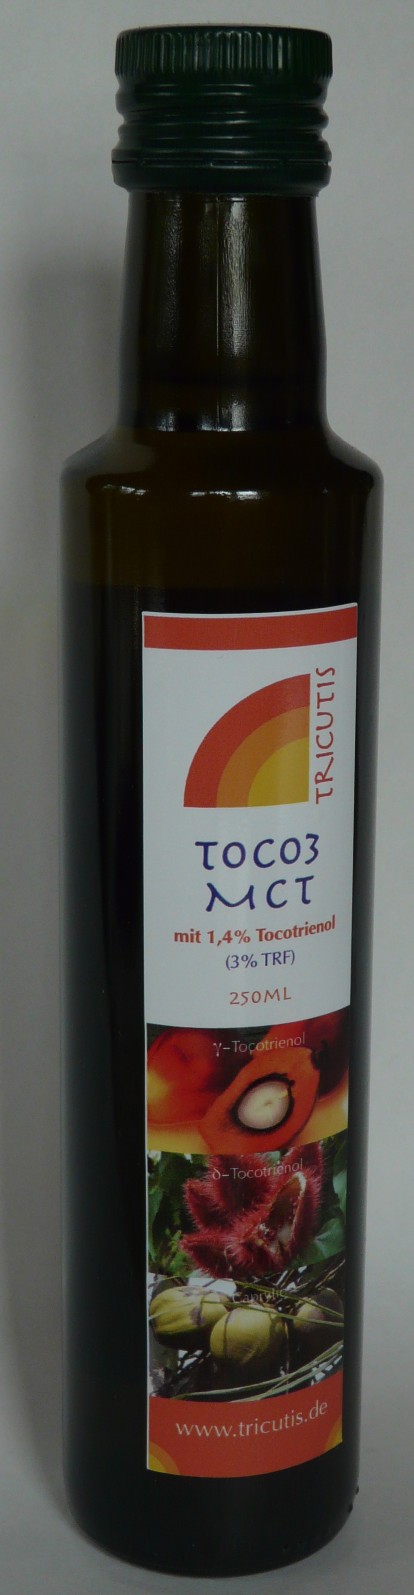 TRICUTIS
TOCO3
MCT
mit 1,4% Tocotrienol
(3% TRF)
250ML
γ-Tocotrienol
δ-Tocotrienol
www.tricutis.de